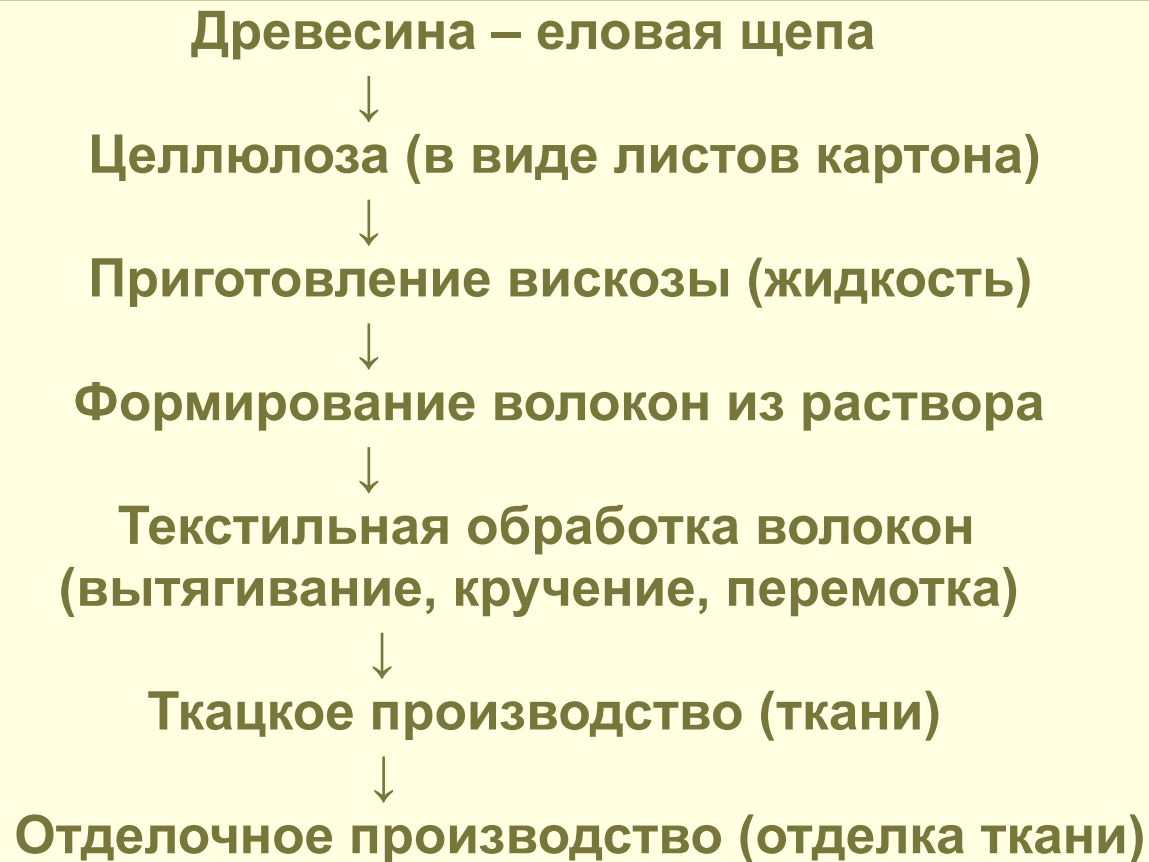 Древесина – еловая щепа
↓
Целлюлоза (в виде листов картона)
↓
Приготовление вискозы (жидкость)
↓
Формирование волокон из раствора
↓
Текстильная обработка волокон
(вытягивание, кручение, перемотка)
↓
Ткацкое производство (ткани)
↓
Отделочное производство (отделка ткани)